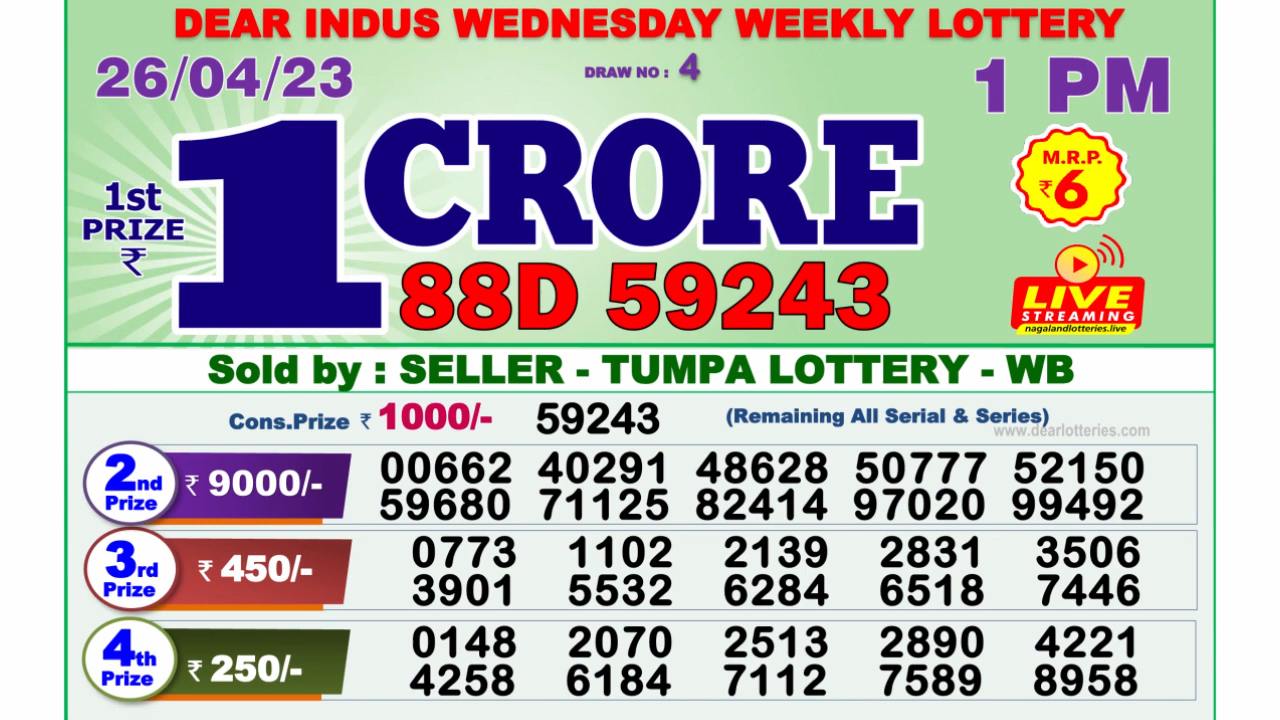 DEAR INDUS WEDNESDAY WEEKLY LOTTERY
26/04/23
DRAW NO : 4
1 PM
1st
PRIZE
₹
1 CRORE
88D 59243
M.R.P.
₹6
LIVE
STREAMING
nagalandlotteries.live
Sold by : SELLER - TUMPA LOTTERY - WB
Cons.Prize ₹ 1000/- 59243 (Remaining All Serial & Series)
www.dearlotteries.com
2nd Prize ₹ 9000/-
00662 40291 48628 50777 52150
59680 71125 82414 97020 99492
3rd Prize ₹ 450/-
0773 1102 2139 2831 3506
3901 5532 6284 6518 7446
4th Prize ₹ 250/-
0148 2070 2513 2890 4221
4258 6184 7112 7589 8958